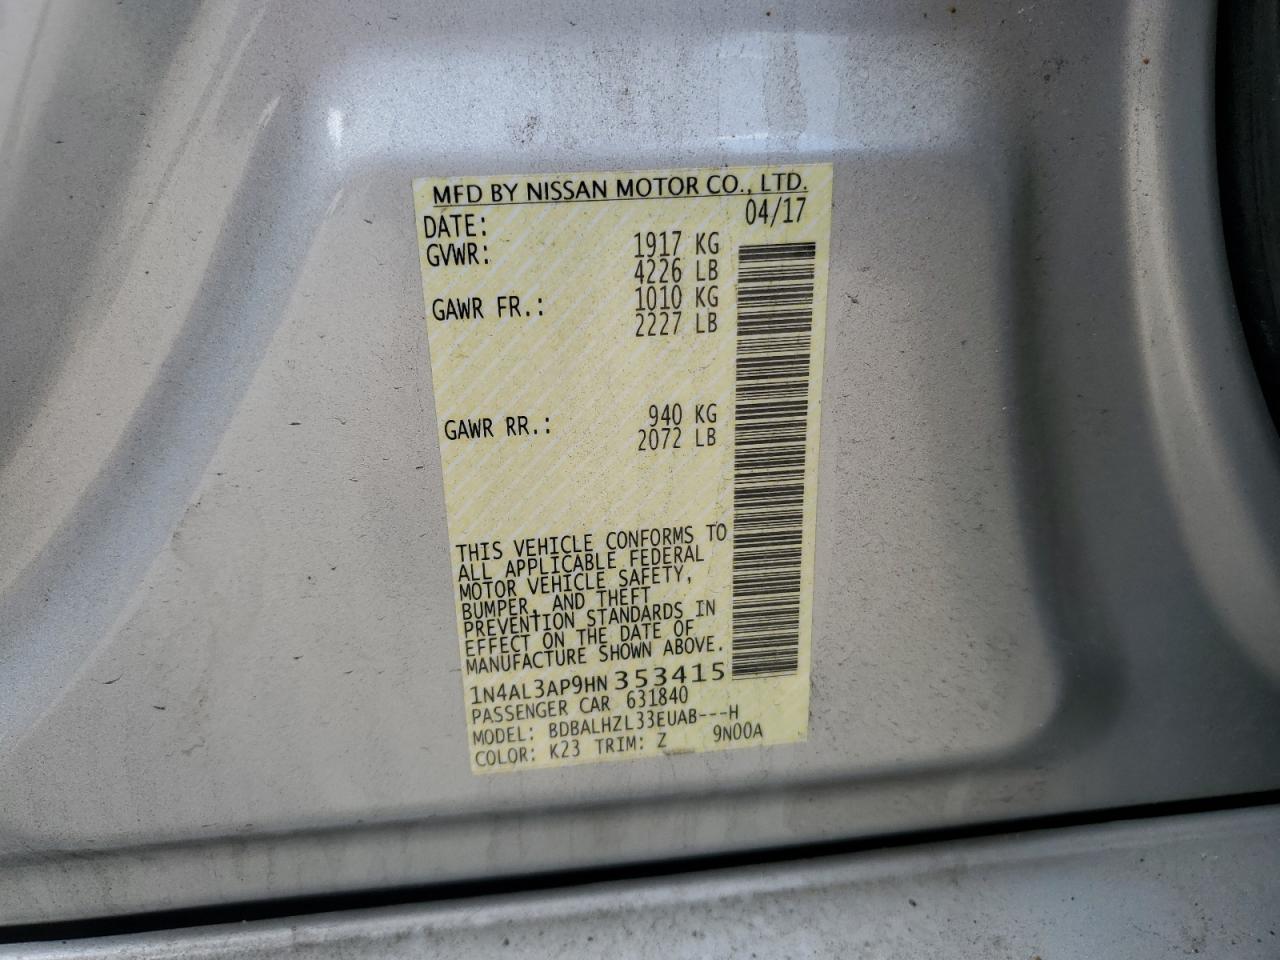 MFD BY NISSAN MOTOR CO., LTD.
DATE: 04/17
GVWR: 1917 KG
4226 LB
GAWR FR.: 1010 KG
2227 LB
GAWR RR.: 940 KG
2072 LB
THIS VEHICLE CONFORMS TO
ALL APPLICABLE FEDERAL
MOTOR VEHICLE SAFETY,
BUMPER, AND THEFT
PREVENTION STANDARDS IN
EFFECT ON THE DATE OF
MANUFACTURE SHOWN ABOVE.
1N4AL3AP9HN 353415
PASSENGER CAR 631840
MODEL: BDBALHZL33EUAB---H
COLOR: K23 TRIM: Z 9N00A